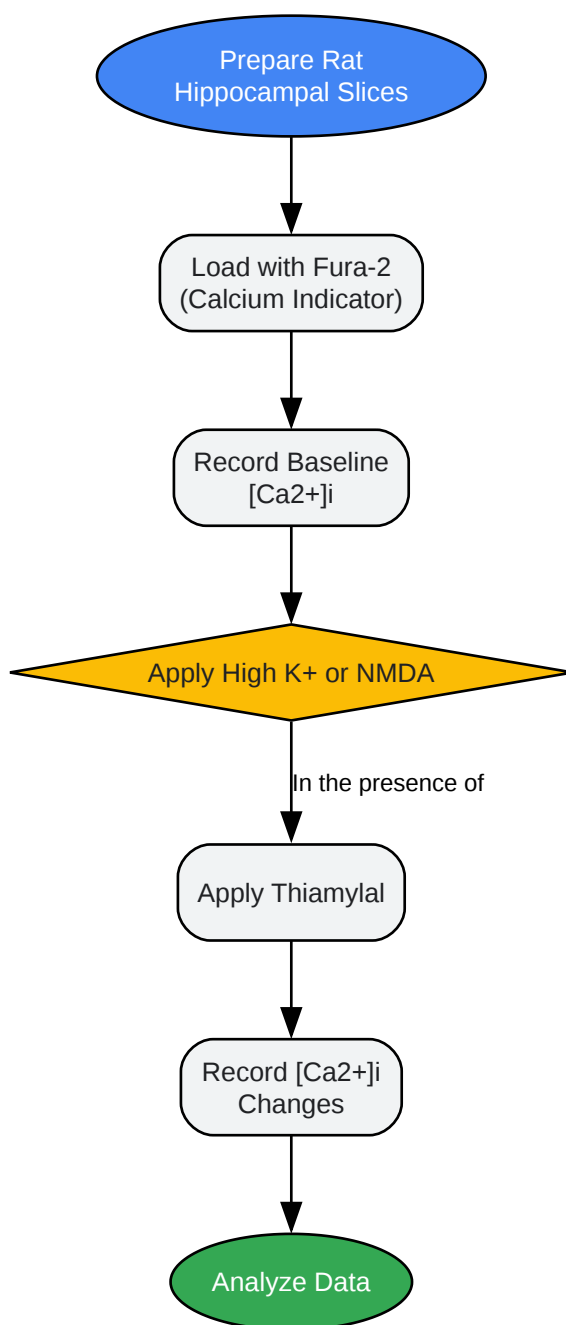 Prepare Rat
Hippocampal Slices
Load with Fura-2
(Calcium Indicator)
Record Baseline
[Ca2+]i
Apply High K+ or NMDA
In the presence of
Apply Thiamylal
Record [Ca2+]i
Changes
Analyze Data